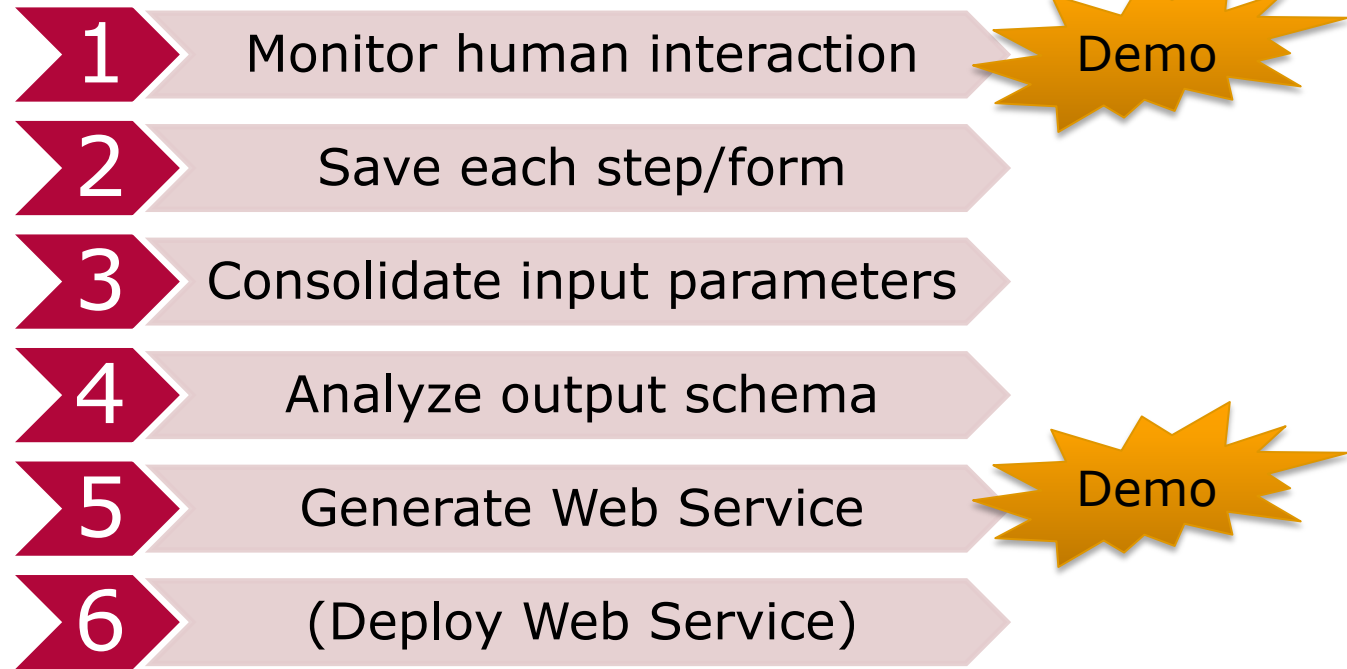 1 Monitor human interaction Demo
2 Save each step/form
3 Consolidate input parameters
4 Analyze output schema
5 Generate Web Service Demo
6 (Deploy Web Service)